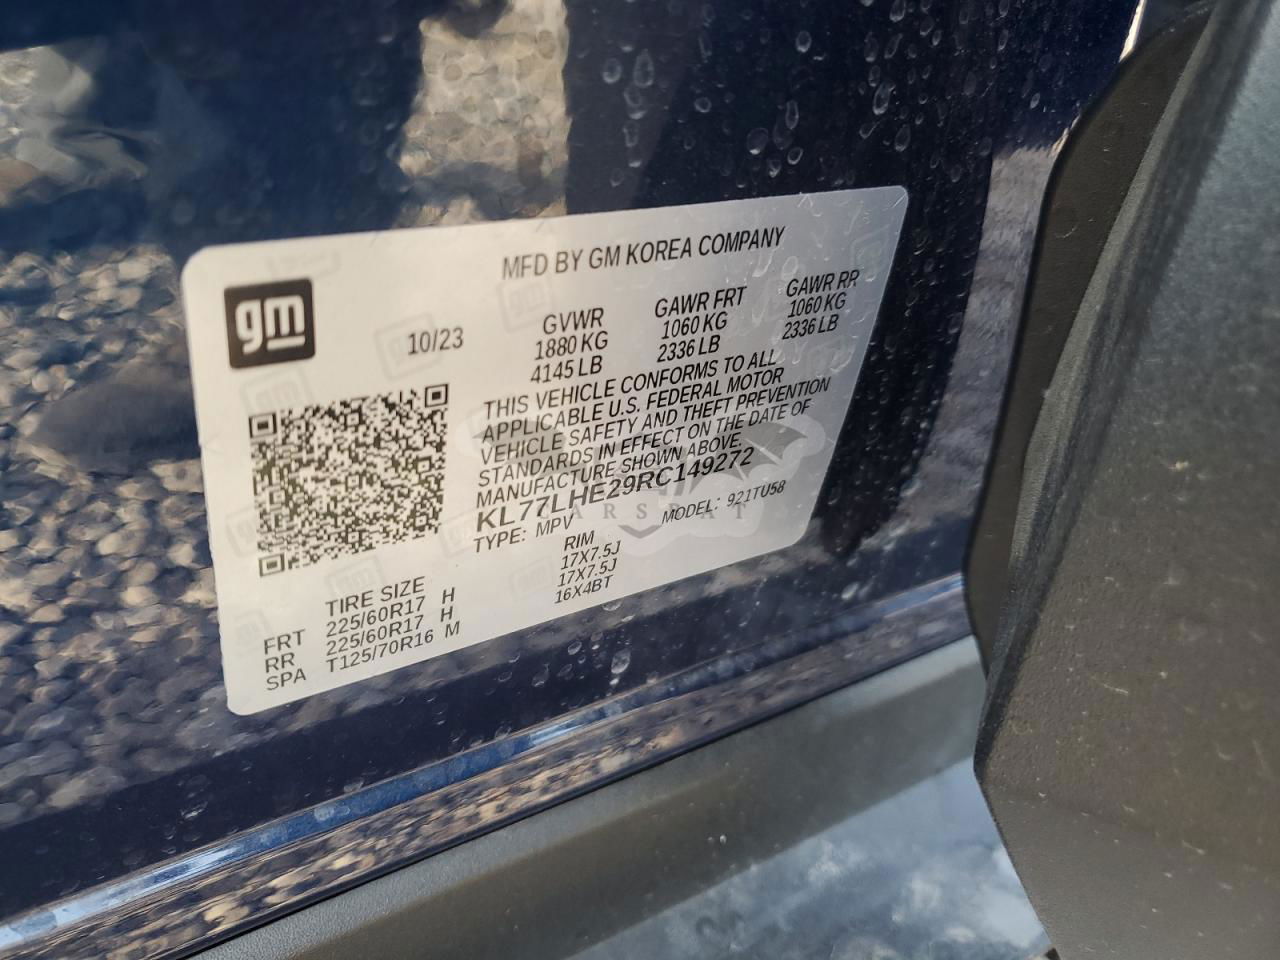 MFD BY GM KOREA COMPANY
gm
10/23
GVWR GAWR FRT GAWR RR
1880 KG 1060 KG 1060 KG
4145 LB 2336 LB 2336 LB
THIS VEHICLE CONFORMS TO ALL
APPLICABLE U.S. FEDERAL MOTOR
VEHICLE SAFETY AND THEFT PREVENTION
STANDARDS IN EFFECT ON THE DATE OF
MANUFACTURE SHOWN ABOVE.
KL77LHE29RC149272
CARSBAT
TYPE: MPV MODEL: 921TU58
TIRE SIZE RIM
FRT 225/60R17 H 17X7.5J
RR 225/60R17 H 17X7.5J
SPA T125/70R16 M 16X4BT